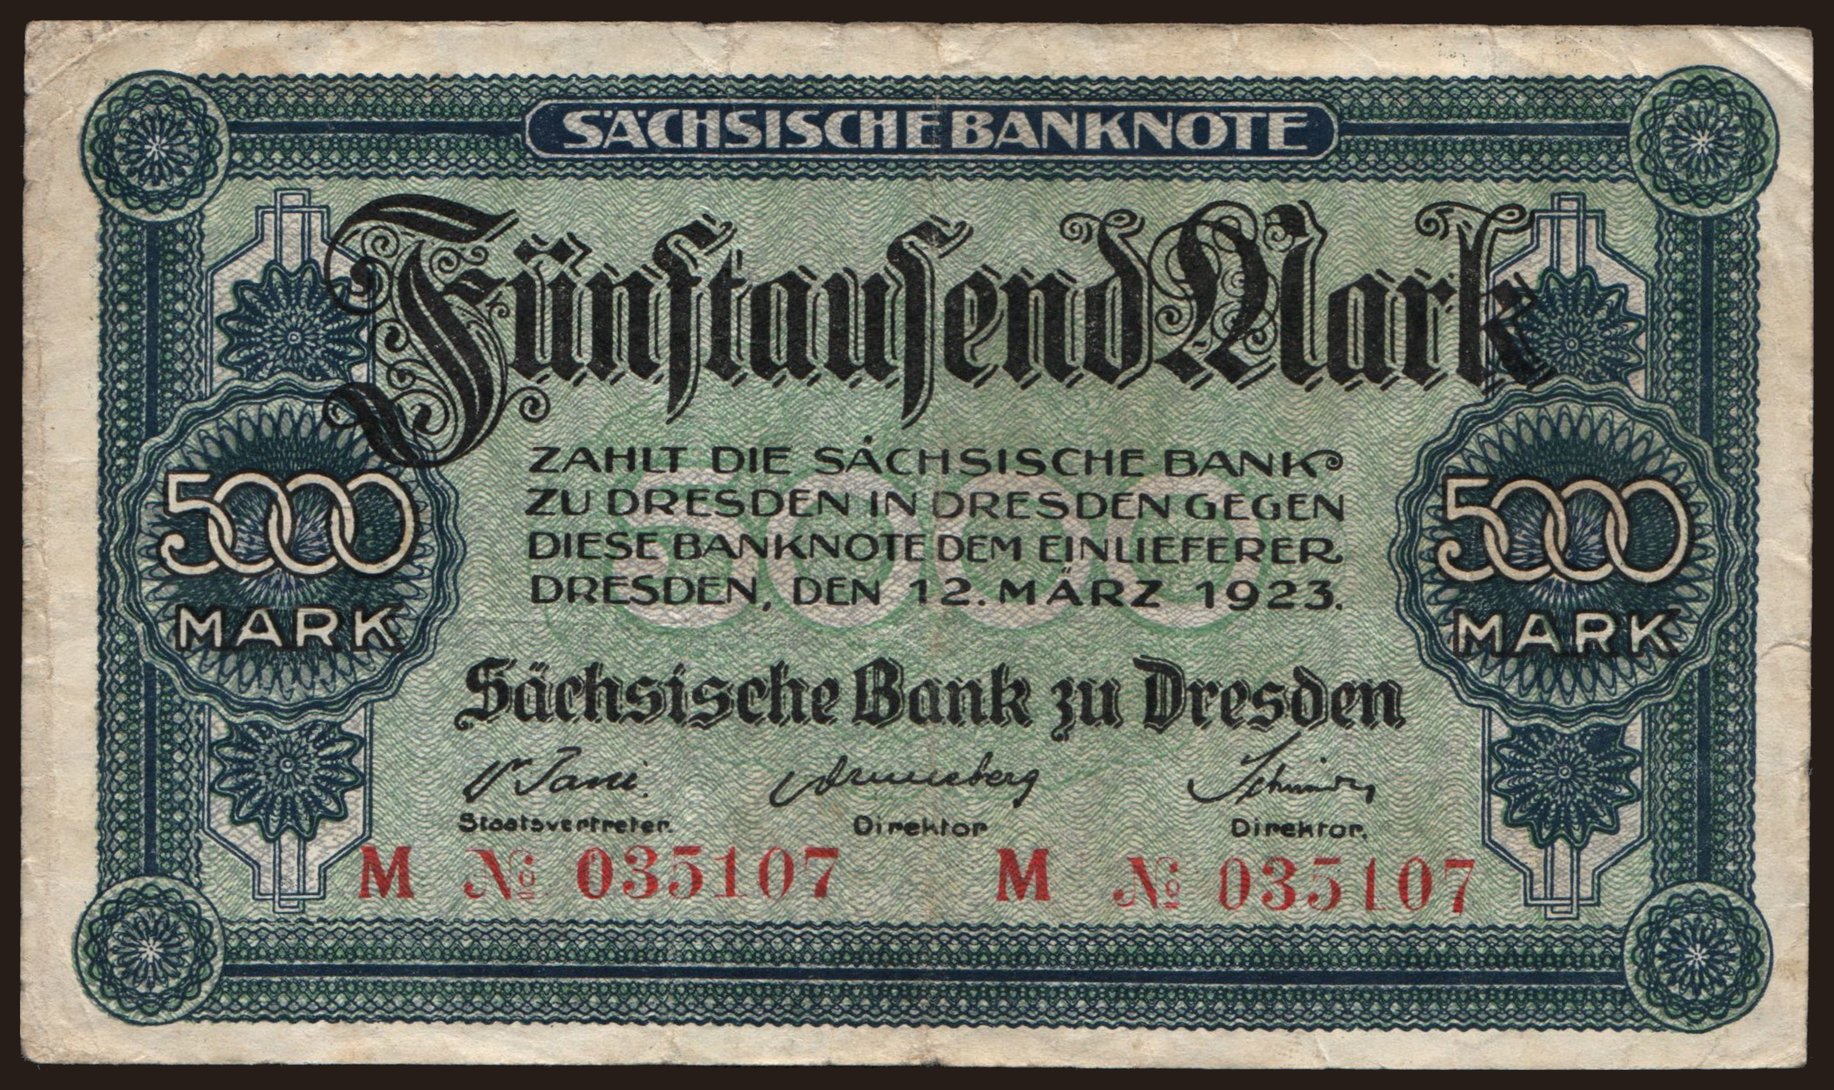 SÄCHSISCHE BANKNOTE
Fünftausend Mark
5000
MARK
5000
MARK
5000
ZAHLT DIE SÄCHSISCHE BANK
ZU DRESDEN IN DRESDEN GEGEN
DIESE BANKNOTE DEM EINLIEFERER.
DRESDEN, DEN 12. MÄRZ 1923.
Sächsische Bank zu Dresden
Staatsvertreter. Direktor Direktor.
M № 035107 M № 035107